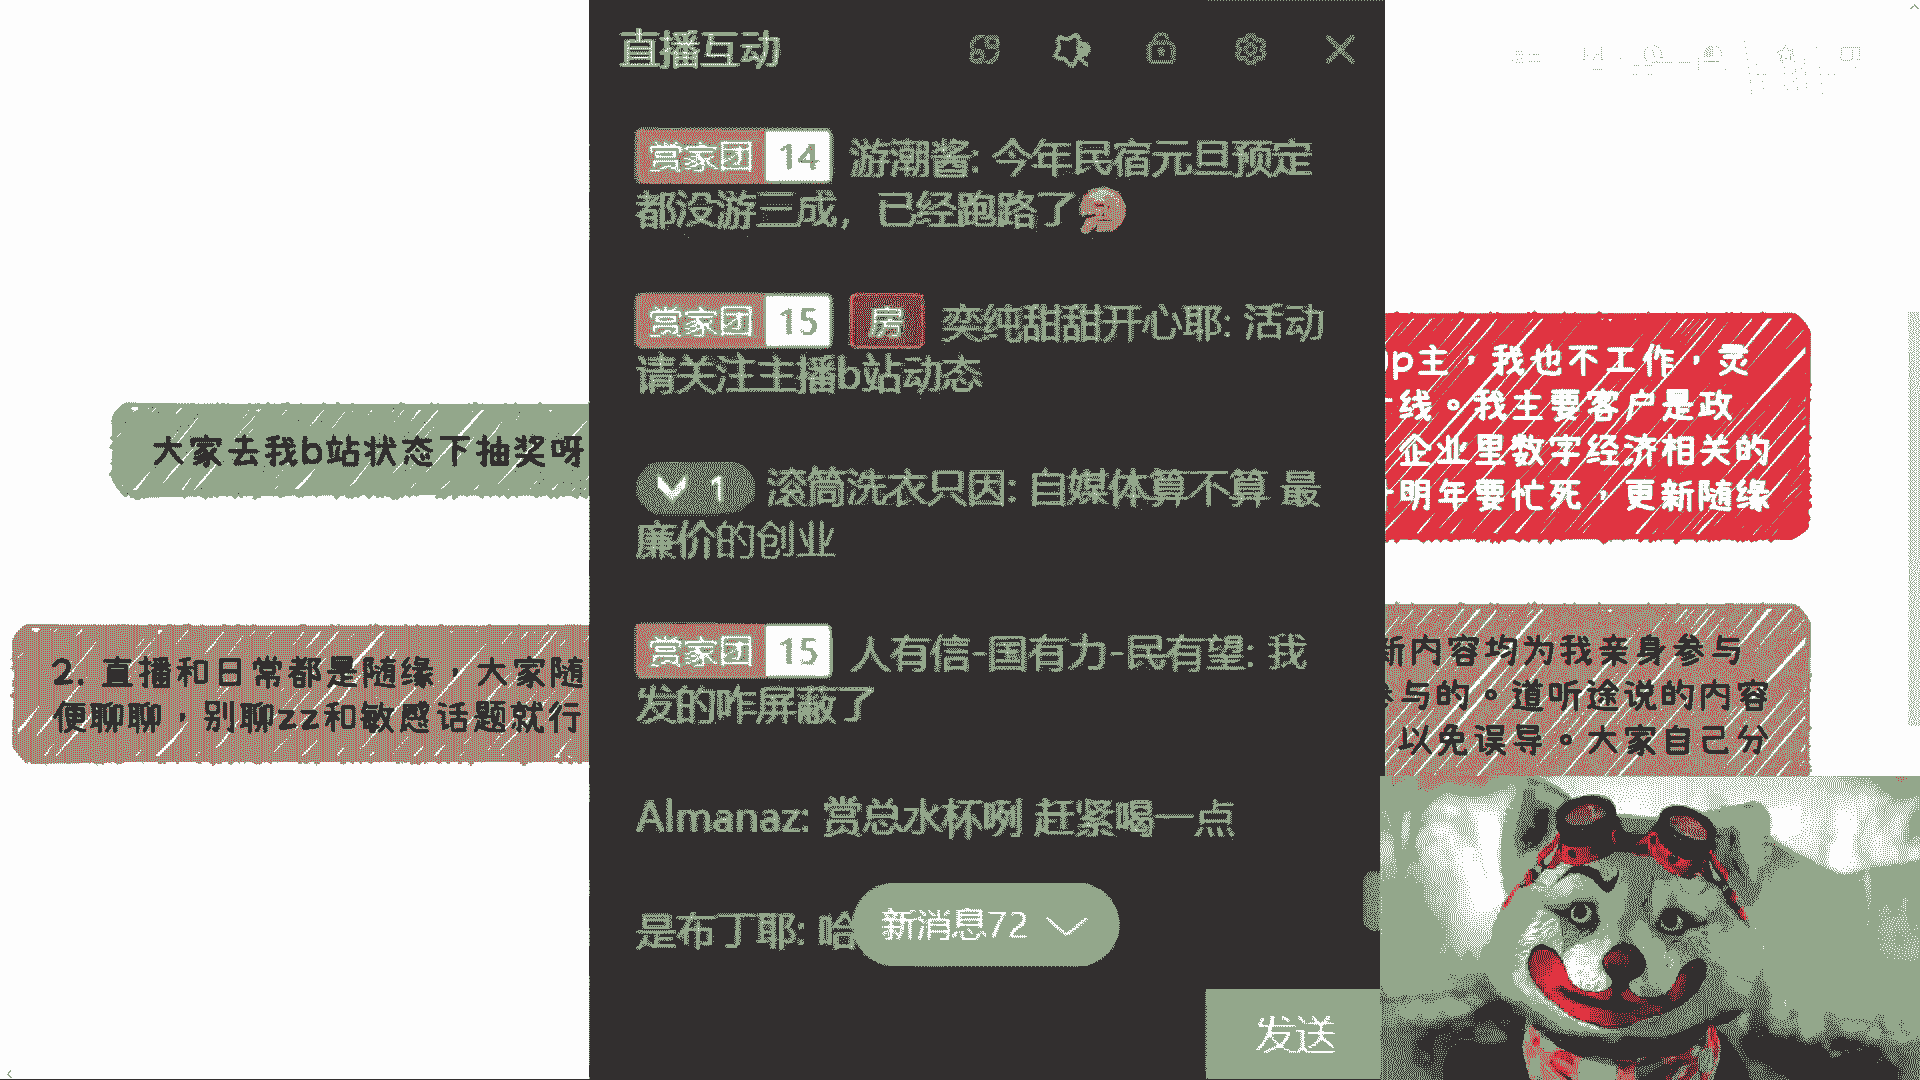 直播互动
赏家团 14 游潮酱: 今年民宿元旦预定
都没游三成，已经跑路了
赏家团 15 房 奕纯甜甜开心耶: 活动
请关注主播b站动态
1 滚筒洗衣只因: 自媒体算不算 最
廉价的创业
赏家团 15 人有信-国有力-民有望: 我
发的咋屏蔽了
Almanaz: 赏总水杯咧 赶紧喝一点
是布丁耶: 哈
新消息72
发送
大家去我b站状态下抽奖呀
2. 直播和日常都是随缘，大家随
便聊聊，别聊zz和敏感话题就行
p主，我也不工作，灵
线。我主要客户是政
企业里数字经济相关的
明年要忙死，更新随缘
新内容均为我亲身参与
参与的。道听途说的内容
以免误导。大家自己分